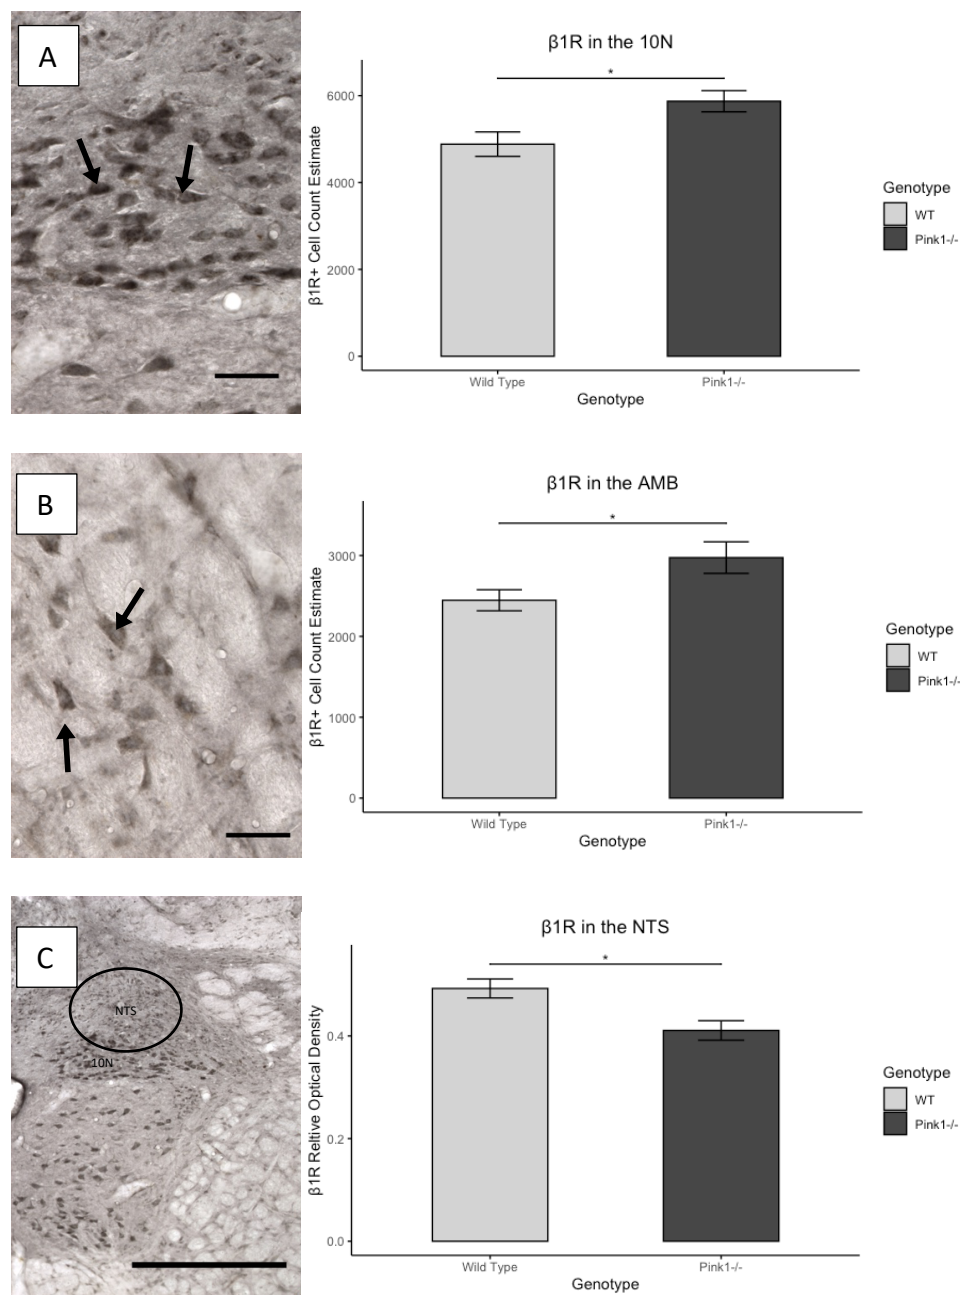 A
β1R in the 10N
*
β1R+ Cell Count Estimate
6000
4000
2000
0
Wild Type
Pink1-/-
Genotype
Genotype
WT
Pink1-/-
B
β1R in the AMB
*
β1R+ Cell Count Estimate
3000
2000
1000
0
Wild Type
Pink1-/-
Genotype
Genotype
WT
Pink1-/-
C
NTS
10N
β1R in the NTS
*
β1R Reltive Optical Density
0.4
0.2
0.0
Wild Type
Pink1-/-
Genotype
Genotype
WT
Pink1-/-